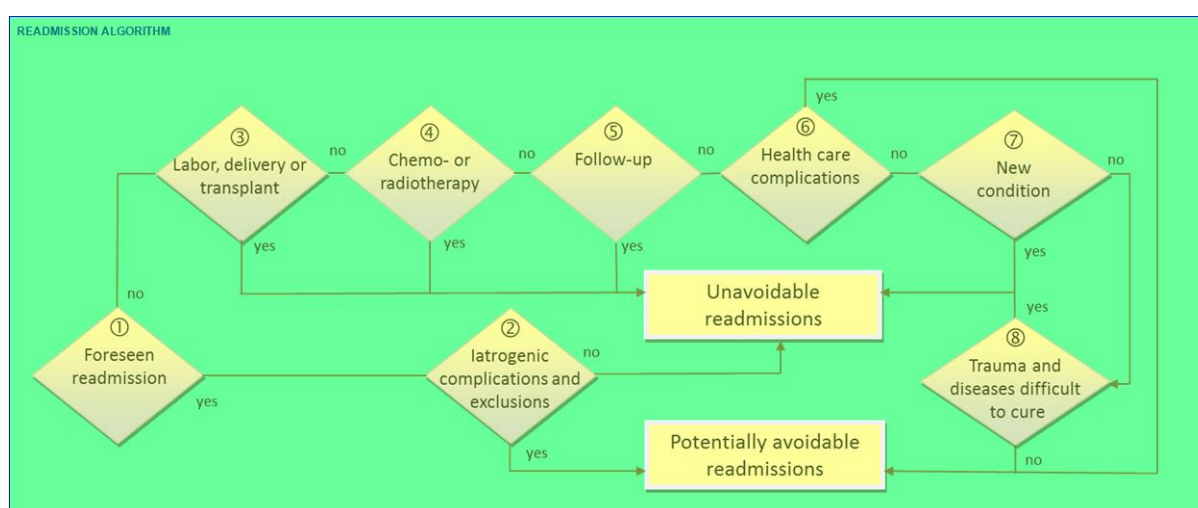 READMISSION ALGORITHM
yes
③
④
⑤
⑥
⑦
Labor, delivery or
transplant
no
Chemo- or
radiotherapy
no
Follow-up
no
Health care
complications
no
New
condition
no
yes
yes
yes
yes
no
Unavoidable
readmissions
yes
①
Foreseen
readmission
yes
②
Iatrogenic
complications and
exclusions
no
⑧
Trauma and
diseases difficult
to cure
yes
Potentially avoidable
readmissions
no